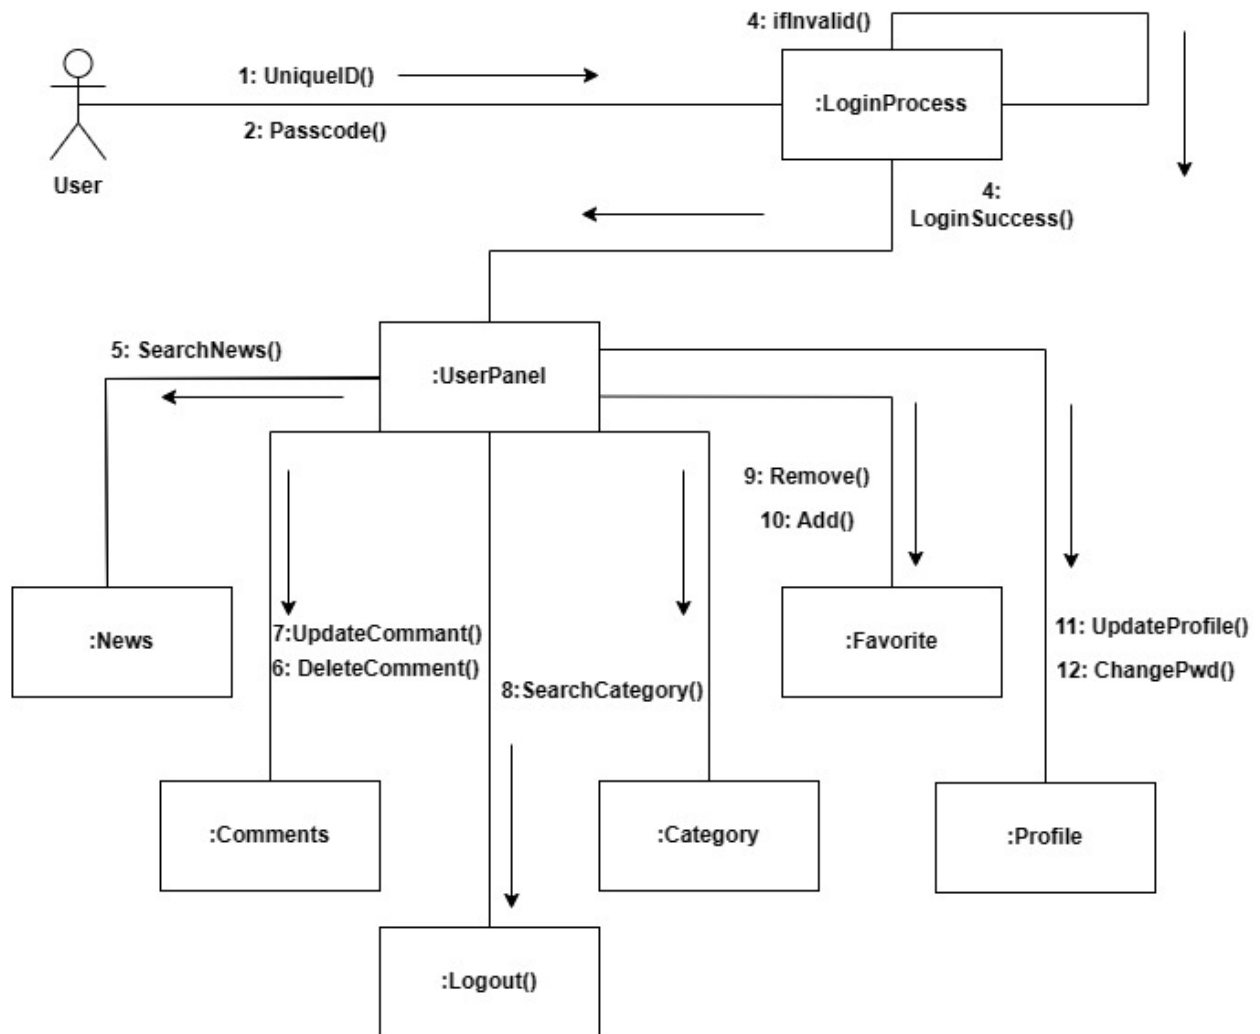 4: ifInvalid()
1: UniqueID()
:LoginProcess
2: Passcode()
User
4:
LoginSuccess()
5: SearchNews()
:UserPanel
9: Remove()
10: Add()
:News
7:UpdateCommant()
6: DeleteComment()
8:SearchCategory()
:Favorite
11: UpdateProfile()
12: ChangePwd()
:Comments
:Category
:Profile
:Logout()